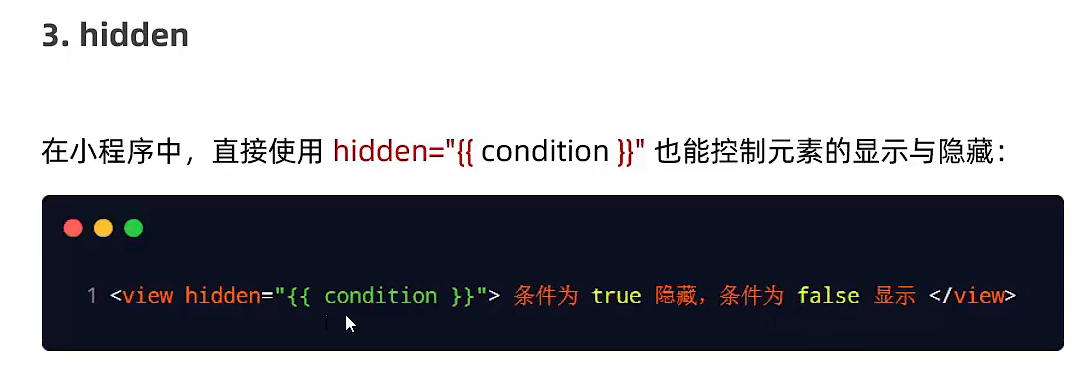 3. hidden
在小程序中，直接使用 hidden="{{ condition }}" 也能控制元素的显示与隐藏：
1 <view hidden="{{ condition }}"> 条件为 true 隐藏，条件为 false 显示 </view>